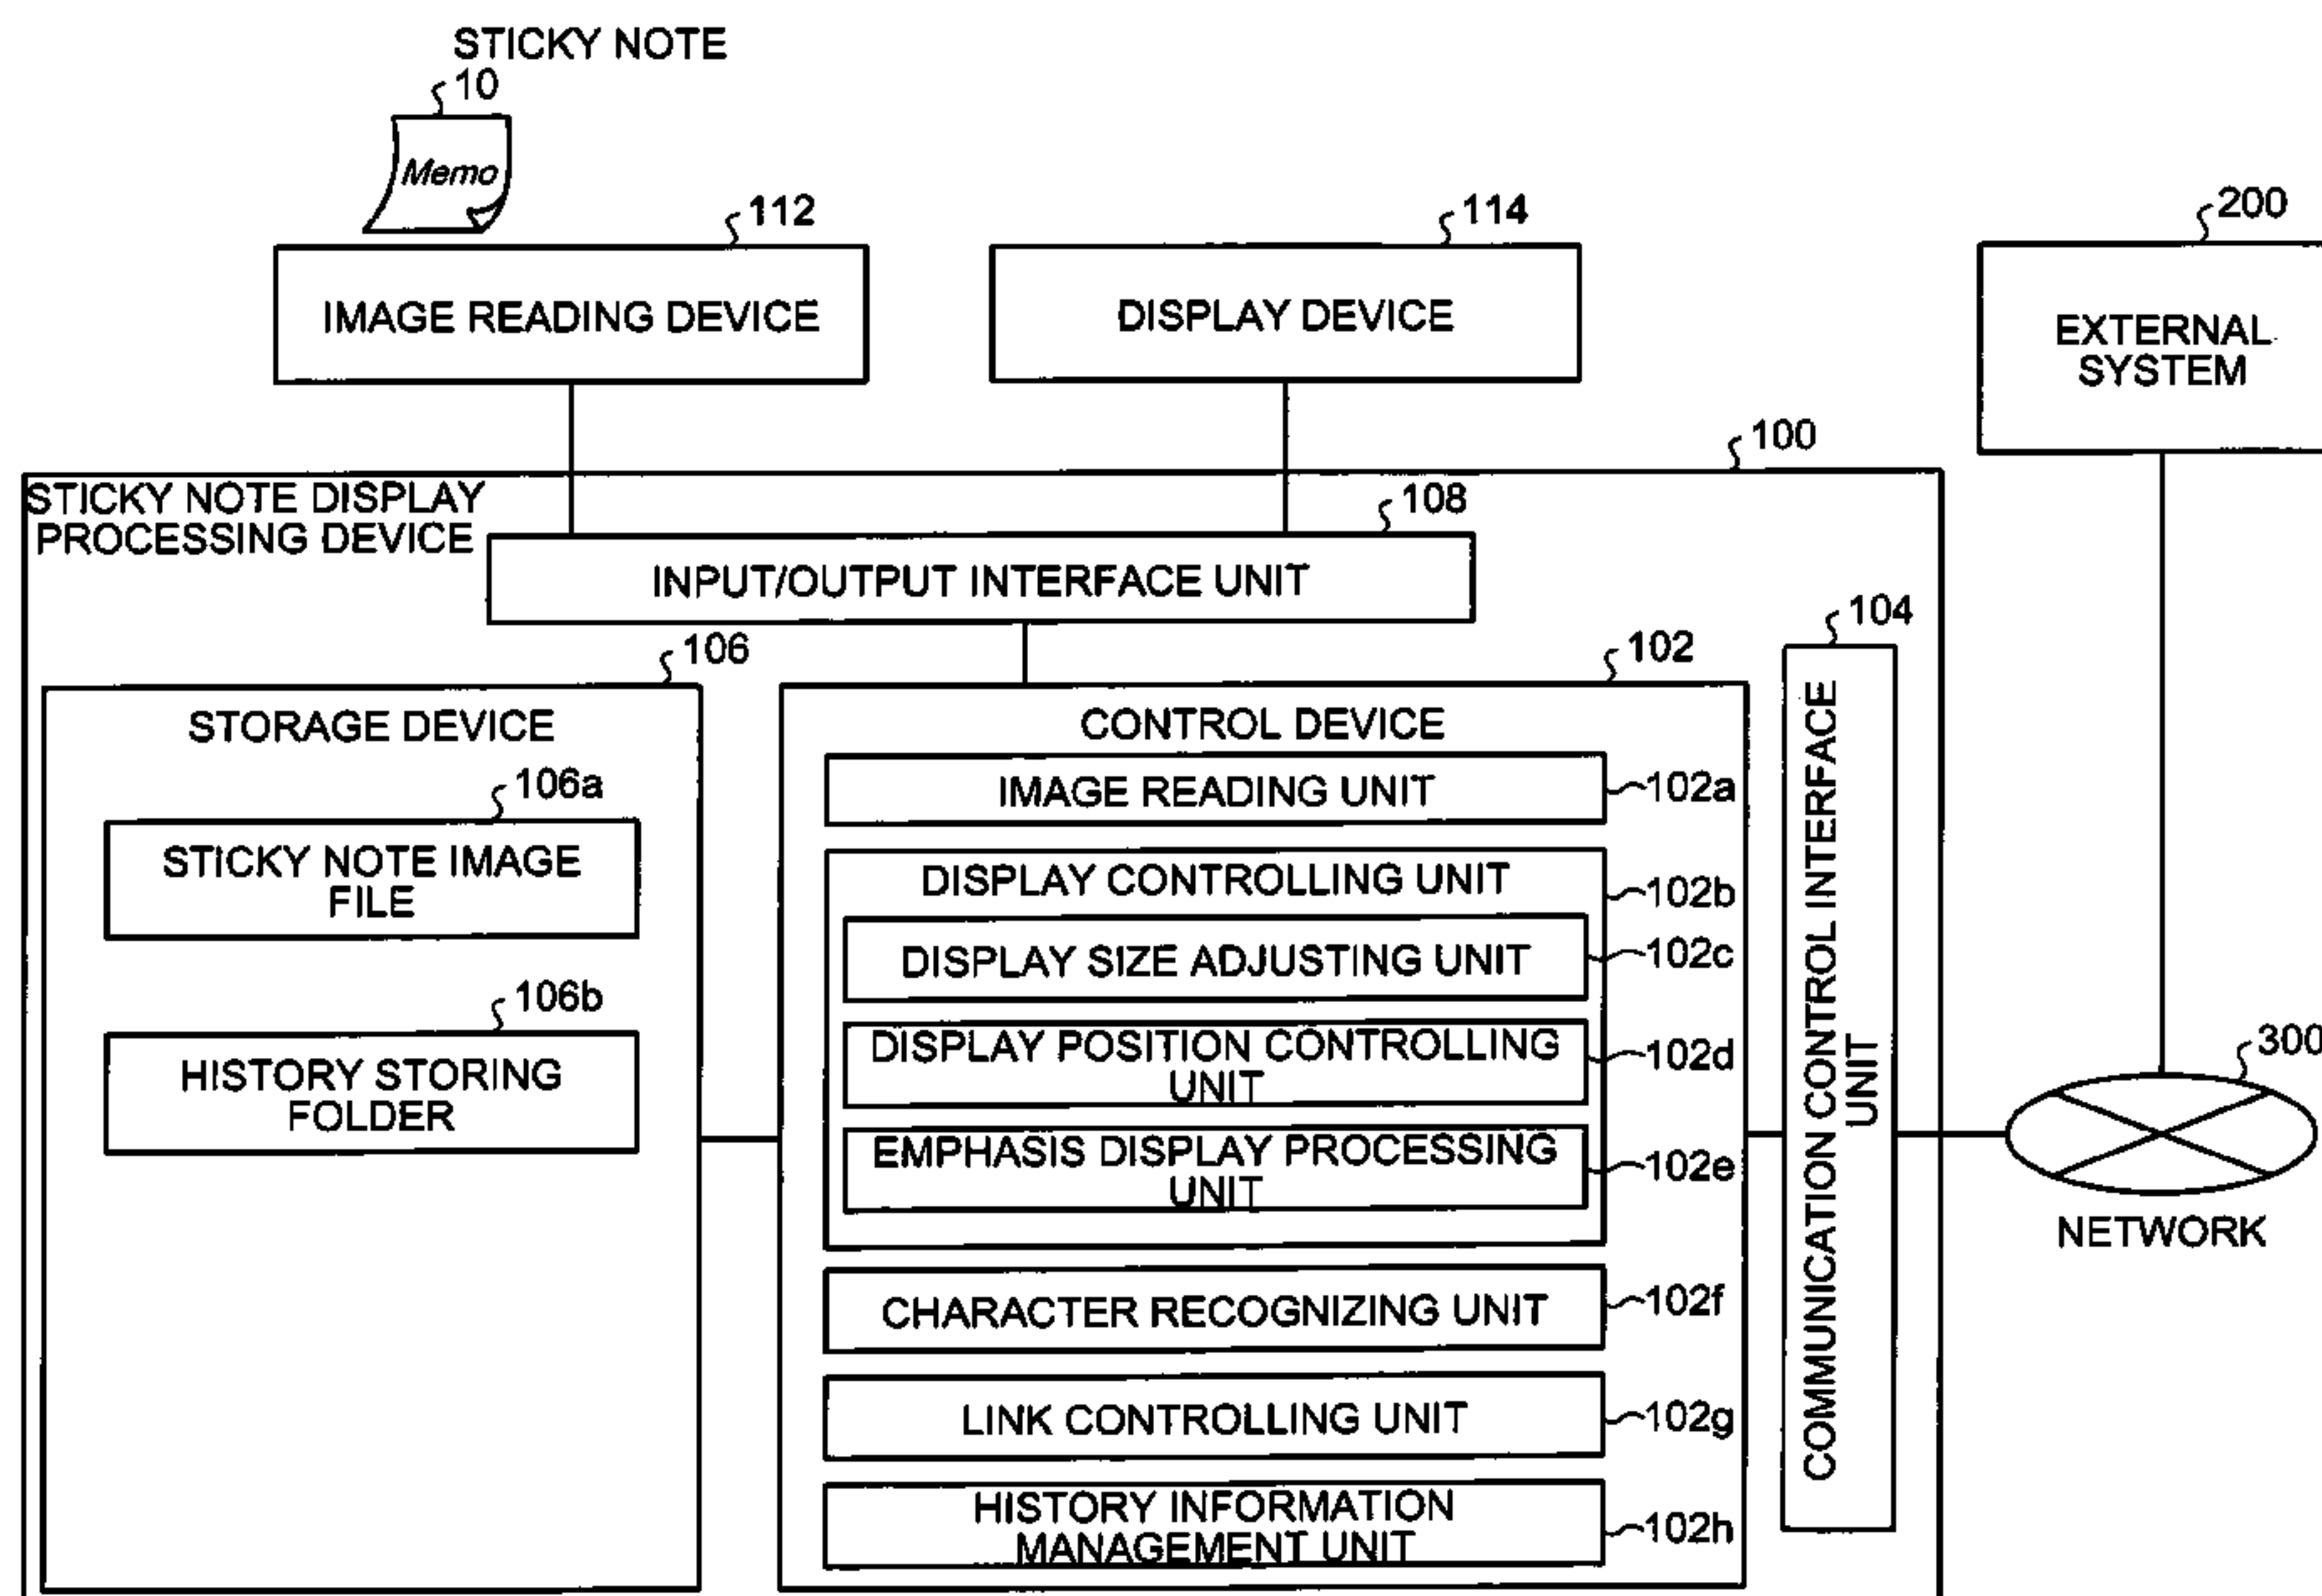 STICKY NOTE
10
Memo
112
IMAGE READING DEVICE
114
DISPLAY DEVICE
200
EXTERNAL
SYSTEM
100
STICKY NOTE DISPLAY
PROCESSING DEVICE
108
INPUT/OUTPUT INTERFACE UNIT
106
STORAGE DEVICE
106a
STICKY NOTE IMAGE
FILE
106b
HISTORY STORING
FOLDER
102
CONTROL DEVICE
IMAGE READING UNIT
102a
DISPLAY CONTROLLING UNIT
102b
DISPLAY SIZE ADJUSTING UNIT
102c
DISPLAY POSITION CONTROLLING
UNIT
102d
EMPHASIS DISPLAY PROCESSING
UNIT
102e
CHARACTER RECOGNIZING UNIT
102f
LINK CONTROLLING UNIT
102g
HISTORY INFORMATION
MANAGEMENT UNIT
102h
104
COMMUNICATION CONTROL INTERFACE
UNIT
300
NETWORK